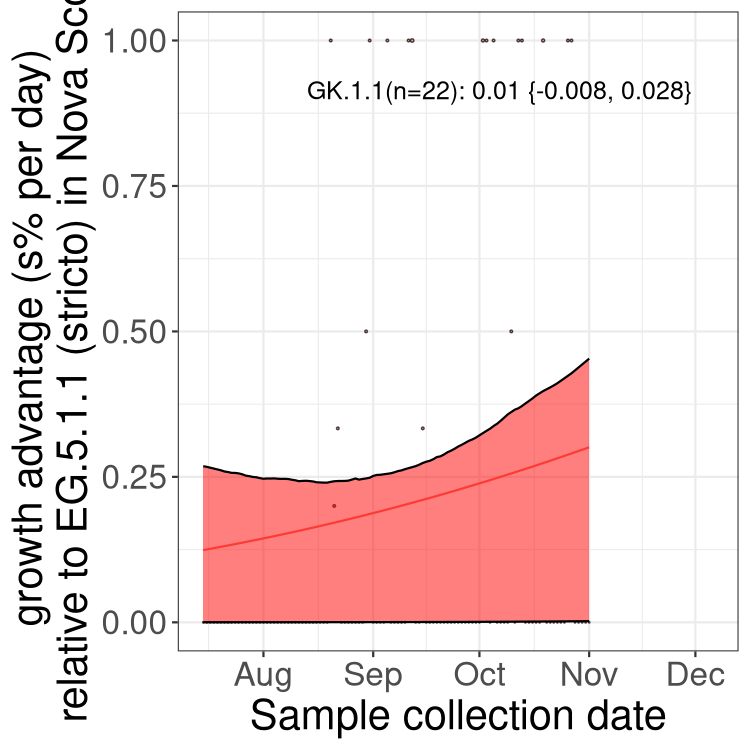 growth advantage (s% per day)
relative to EG.5.1.1 (stricto) in Nova
1.00
0.75
0.50
0.25
0.00
GK.1.1(n=22): 0.01 {-0.008, 0.028}
Aug Sep Oct Nov Dec
Sample collection date